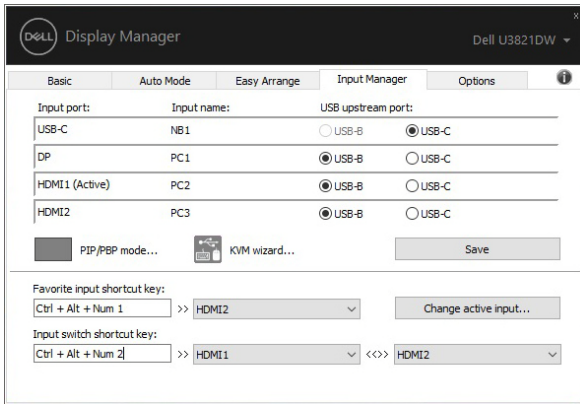 DELL Display Manager
x
Dell U3821DW
Basic Auto Mode Easy Arrange Input Manager Options
Input port: Input name: USB upstream port:
USB-C NB1 USB-B USB-C
DP PC1 USB-B USB-C
HDMI1 (Active) PC2 USB-B USB-C
HDMI2 PC3 USB-B USB-C
PIP/PBP mode... KVM wizard... Save
Favorite input shortcut key:
Ctrl + Alt + Num 1 >> HDMI2 Change active input...
Input switch shortcut key:
Ctrl + Alt + Num 2 >> HDMI1 <<>> HDMI2